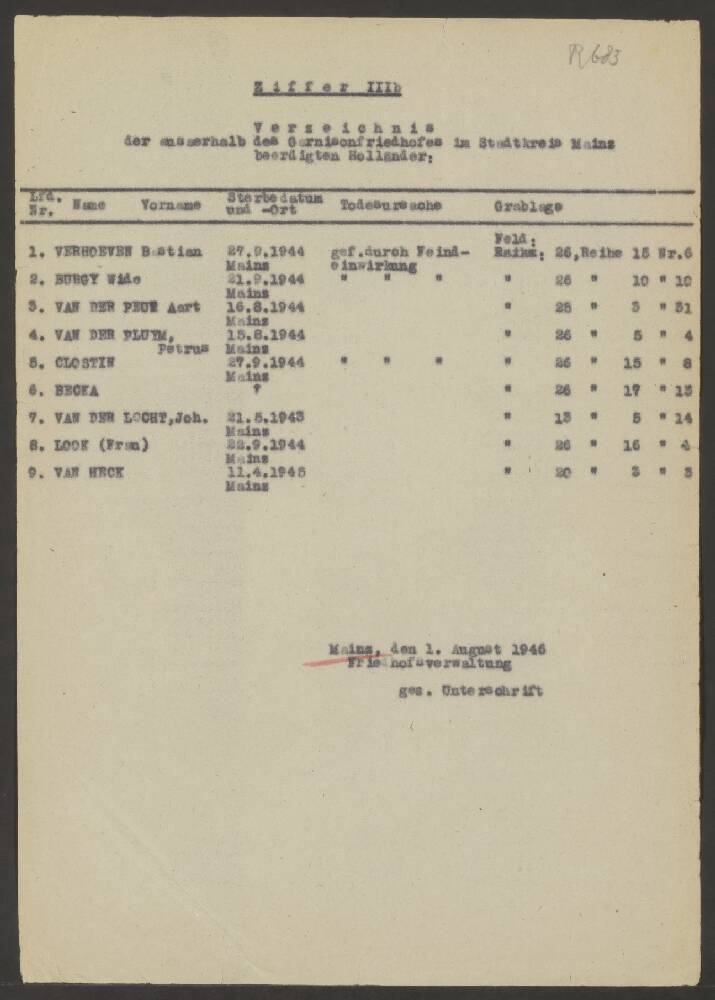 R683
Ziffer IIIb
Verzeichnis
der ausserhalb des Garnisonfriedhofes im Stadtkreis Mainz
beerdigten Holländer:
Lfd. Nr. Name Vorname Sterbedatum und -Ort Todesursache Grablage
1. VERHOEVEN Bastian 27.9.1944 gef.durch Feind- Feld: 26,Reihe 15 Nr.6
Mainz einwirkung
2. BURGY Wide 21.9.1944 " " " " 26 " 10 " 10
Mainz
3. VAN DER Aart 16.8.1944 " 25 " 3 " 31
Mainz
4. VAN DER PLUYM, 15.8.1944 " 26 " 5 " 4
Petrus Mainz
5. CLOSTIN 27.9.1944 " " " " 26 " 15 " 8
Mainz
6. BECKA ? " 26 " 17 " 13
7. VAN DER LOCHT,Joh. 21.5.1943 " 13 " 5 " 14
Mainz
8. LOOK (Frau) 22.9.1944 " 26 " 16 " 4
Mainz
9. VAN HECK 11.4.1945 " 20 " 3 " 3
Mainz
Mainz, den 1. August 1946
Friedhofsverwaltung
gez. Unterschrift